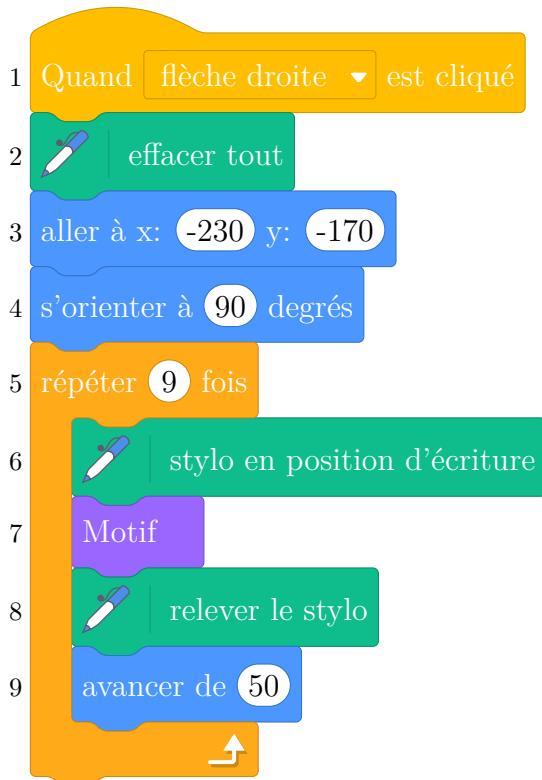 1 Quand flèche droite est cliqué
2 effacer tout
3 aller à x: -230 y: -170
4 s'orienter à 90 degrés
5 répéter 9 fois
6 stylo en position d'écriture
7 Motif
8 relever le stylo
9 avancer de 50